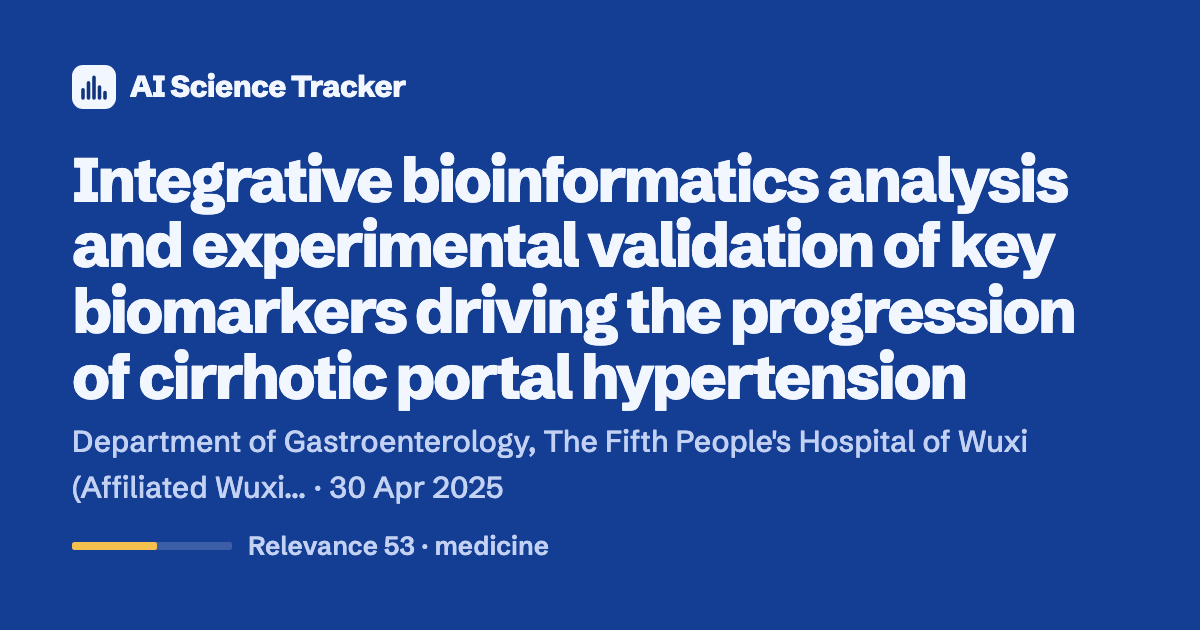 AI Science Tracker
Integrative bioinformatics analysis
and experimental validation of key
biomarkers driving the progression
of cirrhotic portal hypertension
Department of Gastroenterology, The Fifth People's Hospital of Wuxi
(Affiliated Wuxi... · 30 Apr 2025
Relevance 53 · medicine